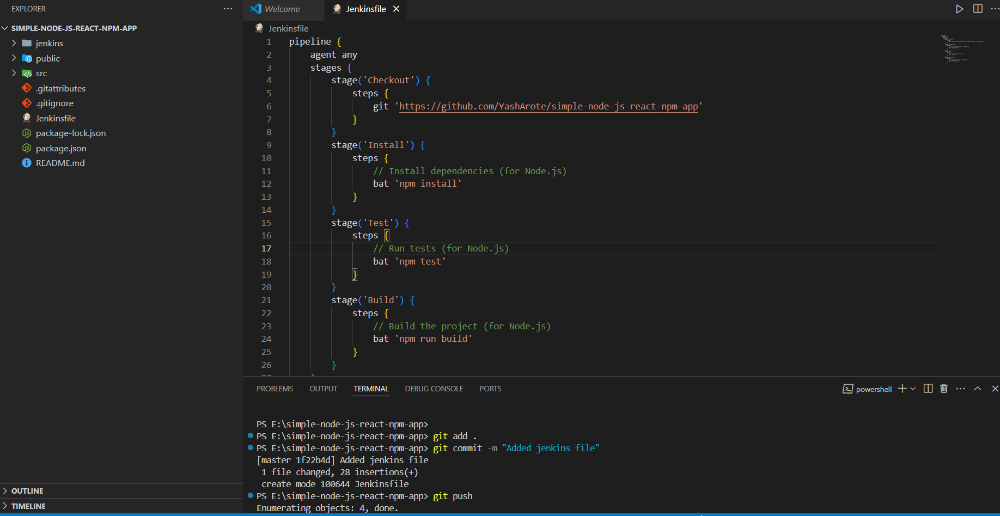 EXPLORER
SIMPLE-NODE-JS-REACT-NPM-APP
jenkins
public
src
.gitattributes
.gitignore
Jenkinsfile
package-lock.json
package.json
README.md
OUTLINE
TIMELINE
Welcome
Jenkinsfile
Jenkinsfile
1 pipeline {
2 agent any
3 stages {
4 stage('Checkout') {
5 steps {
6 git 'https://github.com/YashArote/simple-node-js-react-npm-app'
7 }
8 }
9 stage('Install') {
10 steps {
11 // Install dependencies (for Node.js)
12 bat 'npm install'
13 }
14 }
15 stage('Test') {
16 steps {
17 // Run tests (for Node.js)
18 bat 'npm test'
19 }
20 }
21 stage('Build') {
22 steps {
23 // Build the project (for Node.js)
24 bat 'npm run build'
25 }
26 }
27 }
PROBLEMS OUTPUT TERMINAL DEBUG CONSOLE PORTS
powershell
PS E:\simple-node-js-react-npm-app>
PS E:\simple-node-js-react-npm-app> git add .
PS E:\simple-node-js-react-npm-app> git commit -m "Added jenkins file"
[master 1f22b4d] Added jenkins file
1 file changed, 28 insertions(+)
create mode 100644 Jenkinsfile
PS E:\simple-node-js-react-npm-app> git push
Enumerating objects: 4, done.